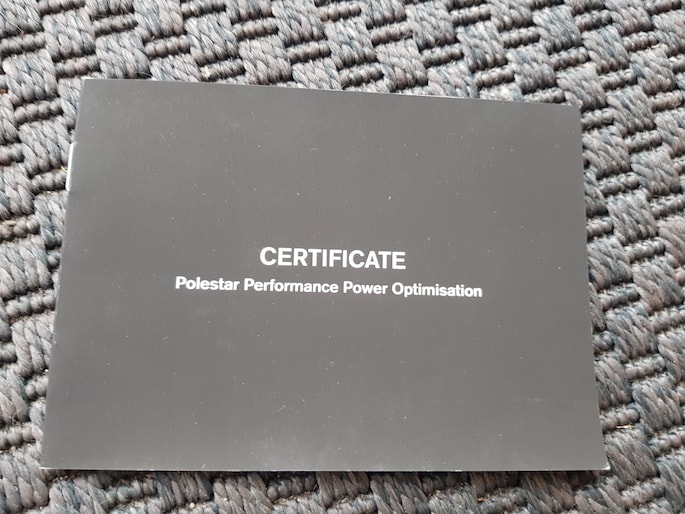 CERTIFICATE
Polestar Performance Power Optimisation